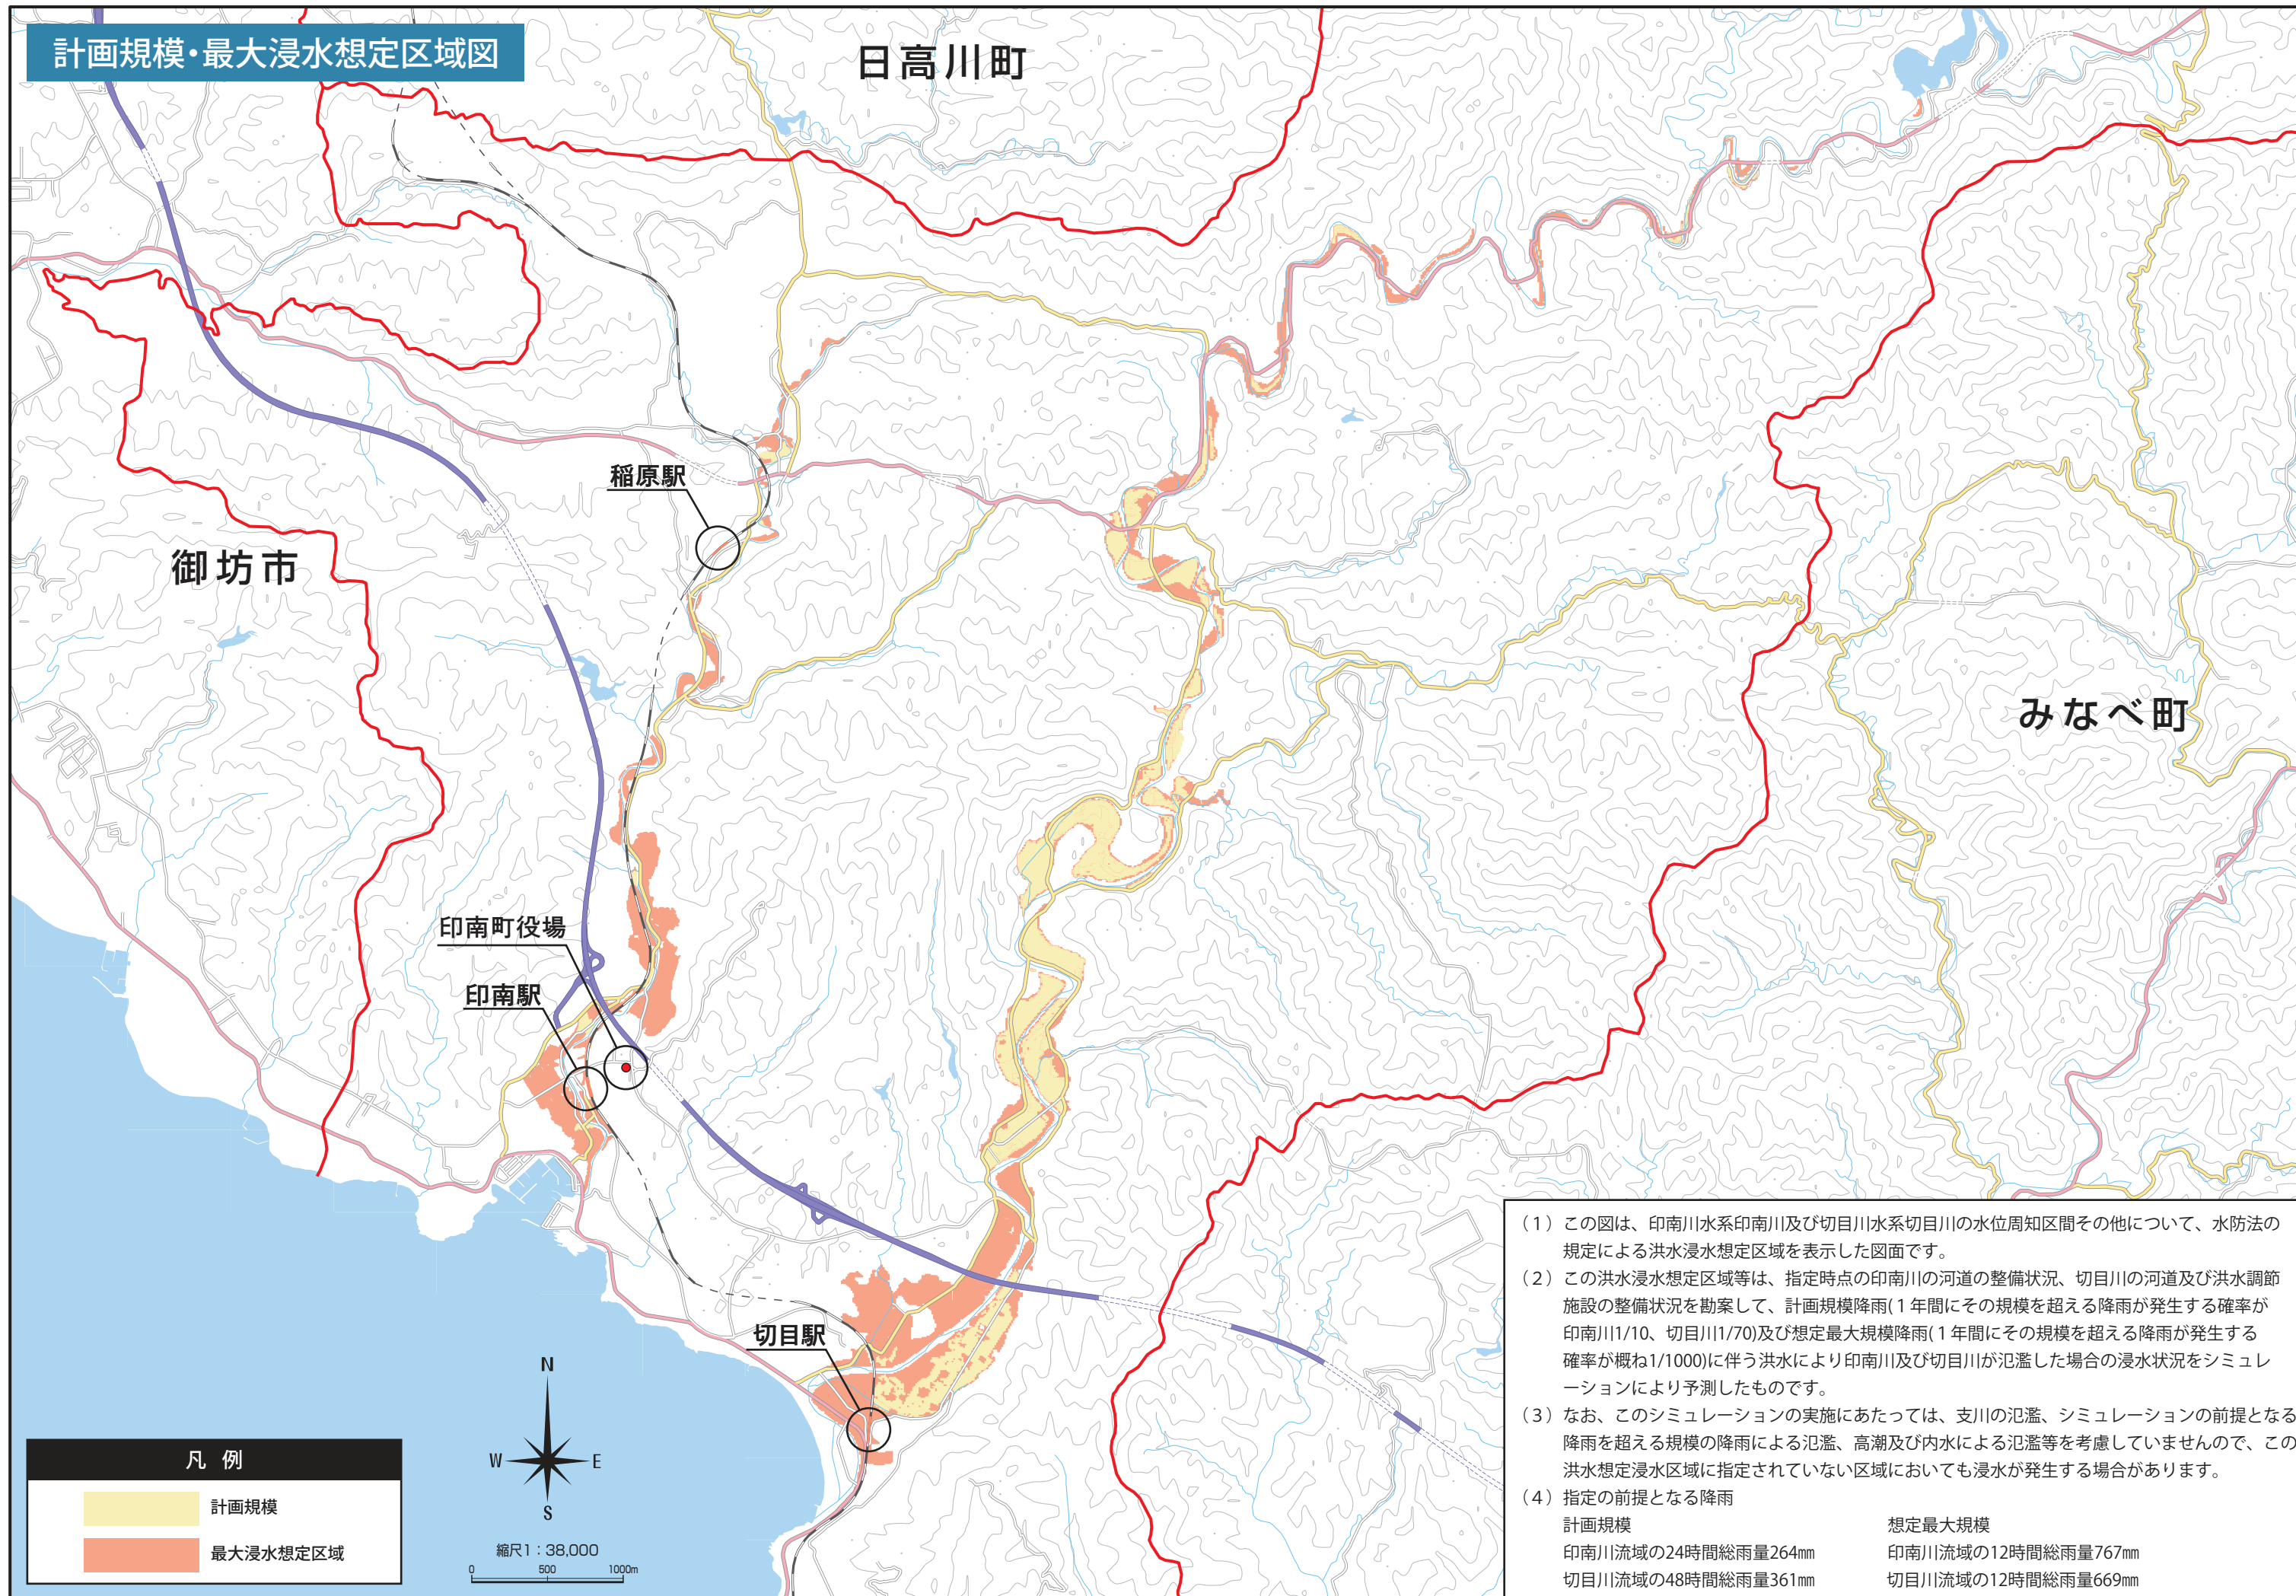 計画規模・最大浸水想定区域図
日高川町
稲原駅
御坊市
みなべ町
印南町役場
印南駅
切目駅
N
W E
S
縮尺1：38,000
0 500 1000m
凡 例
計画規模
最大浸水想定区域
（1）この図は、印南川水系印南川及び切目川水系切目川の水位周知区間その他について、水防法の
規定による洪水浸水想定区域を表示した図面です。
（2）この洪水浸水想定区域等は、指定時点の印南川の河道の整備状況、切目川の河道及び洪水調節
施設の整備状況を勘案して、計画規模降雨(１年間にその規模を超える降雨が発生する確率が
印南川1/10、切目川1/70)及び想定最大規模降雨(１年間にその規模を超える降雨が発生する
確率が概ね1/1000)に伴う洪水により印南川及び切目川が氾濫した場合の浸水状況をシミュレ
ーションにより予測したものです。
（3）なお、このシミュレーションの実施にあたっては、支川の氾濫、シミュレーションの前提となる
降雨を超える規模の降雨による氾濫、高潮及び内水による氾濫等を考慮していませんので、この
洪水想定浸水区域に指定されていない区域においても浸水が発生する場合があります。
（4）指定の前提となる降雨
計画規模 想定最大規模
印南川流域の24時間総雨量264㎜ 印南川流域の12時間総雨量767㎜
切目川流域の48時間総雨量361㎜ 切目川流域の12時間総雨量669㎜